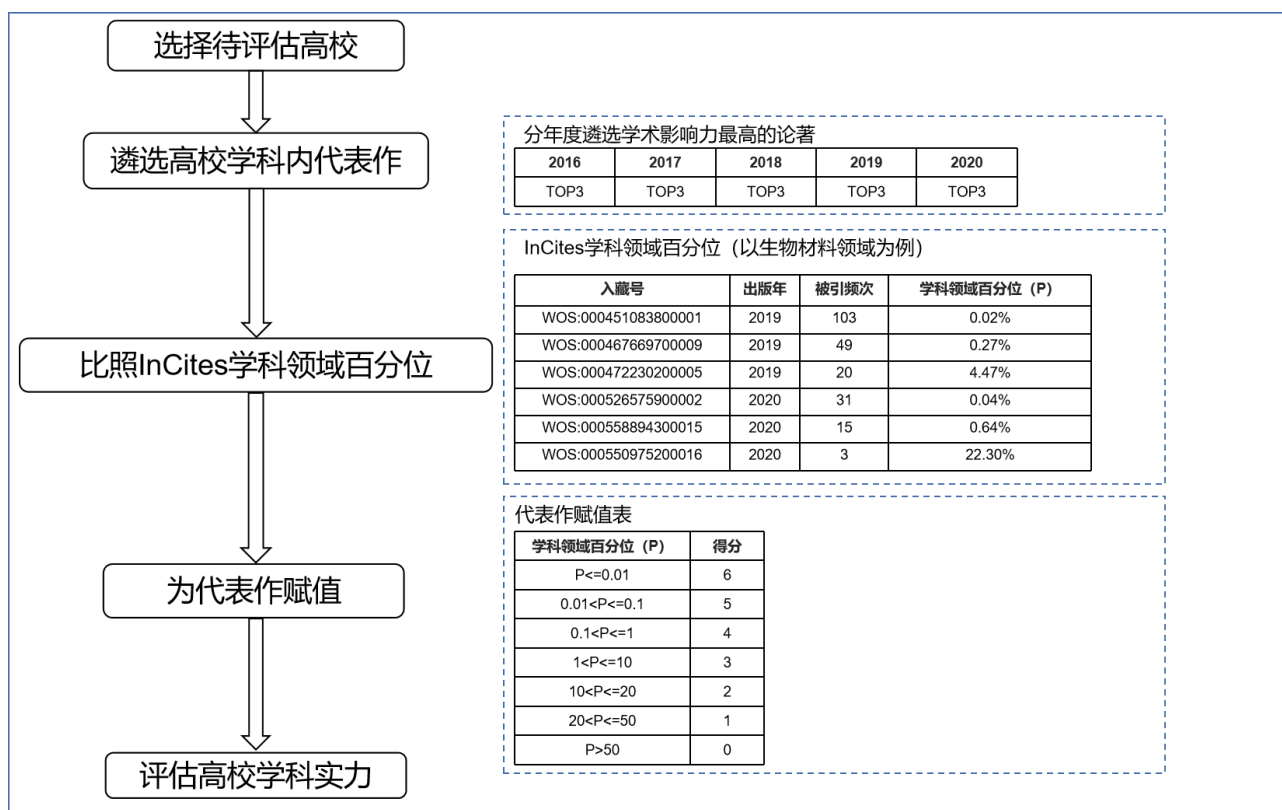 选择待评估高校
遴选高校学科内代表作
比照InCites学科领域百分位
为代表作赋值
评估高校学科实力
分年度遴选学术影响力最高的论著
2016 2017 2018 2019 2020
TOP3 TOP3 TOP3 TOP3 TOP3
InCites学科领域百分位（以生物材料领域为例）
入藏号 出版年 被引频次 学科领域百分位（P）
WOS:000451083800001 2019 103 0.02%
WOS:000467669700009 2019 49 0.27%
WOS:000472230200005 2019 20 4.47%
WOS:000526575900002 2020 31 0.04%
WOS:000558894300015 2020 15 0.64%
WOS:000550975200016 2020 3 22.30%
代表作赋值表
学科领域百分位（P） 得分
P<=0.01 6
0.01<P<=0.1 5
0.1<P<=1 4
1<P<=10 3
10<P<=20 2
20<P<=50 1
P>50 0